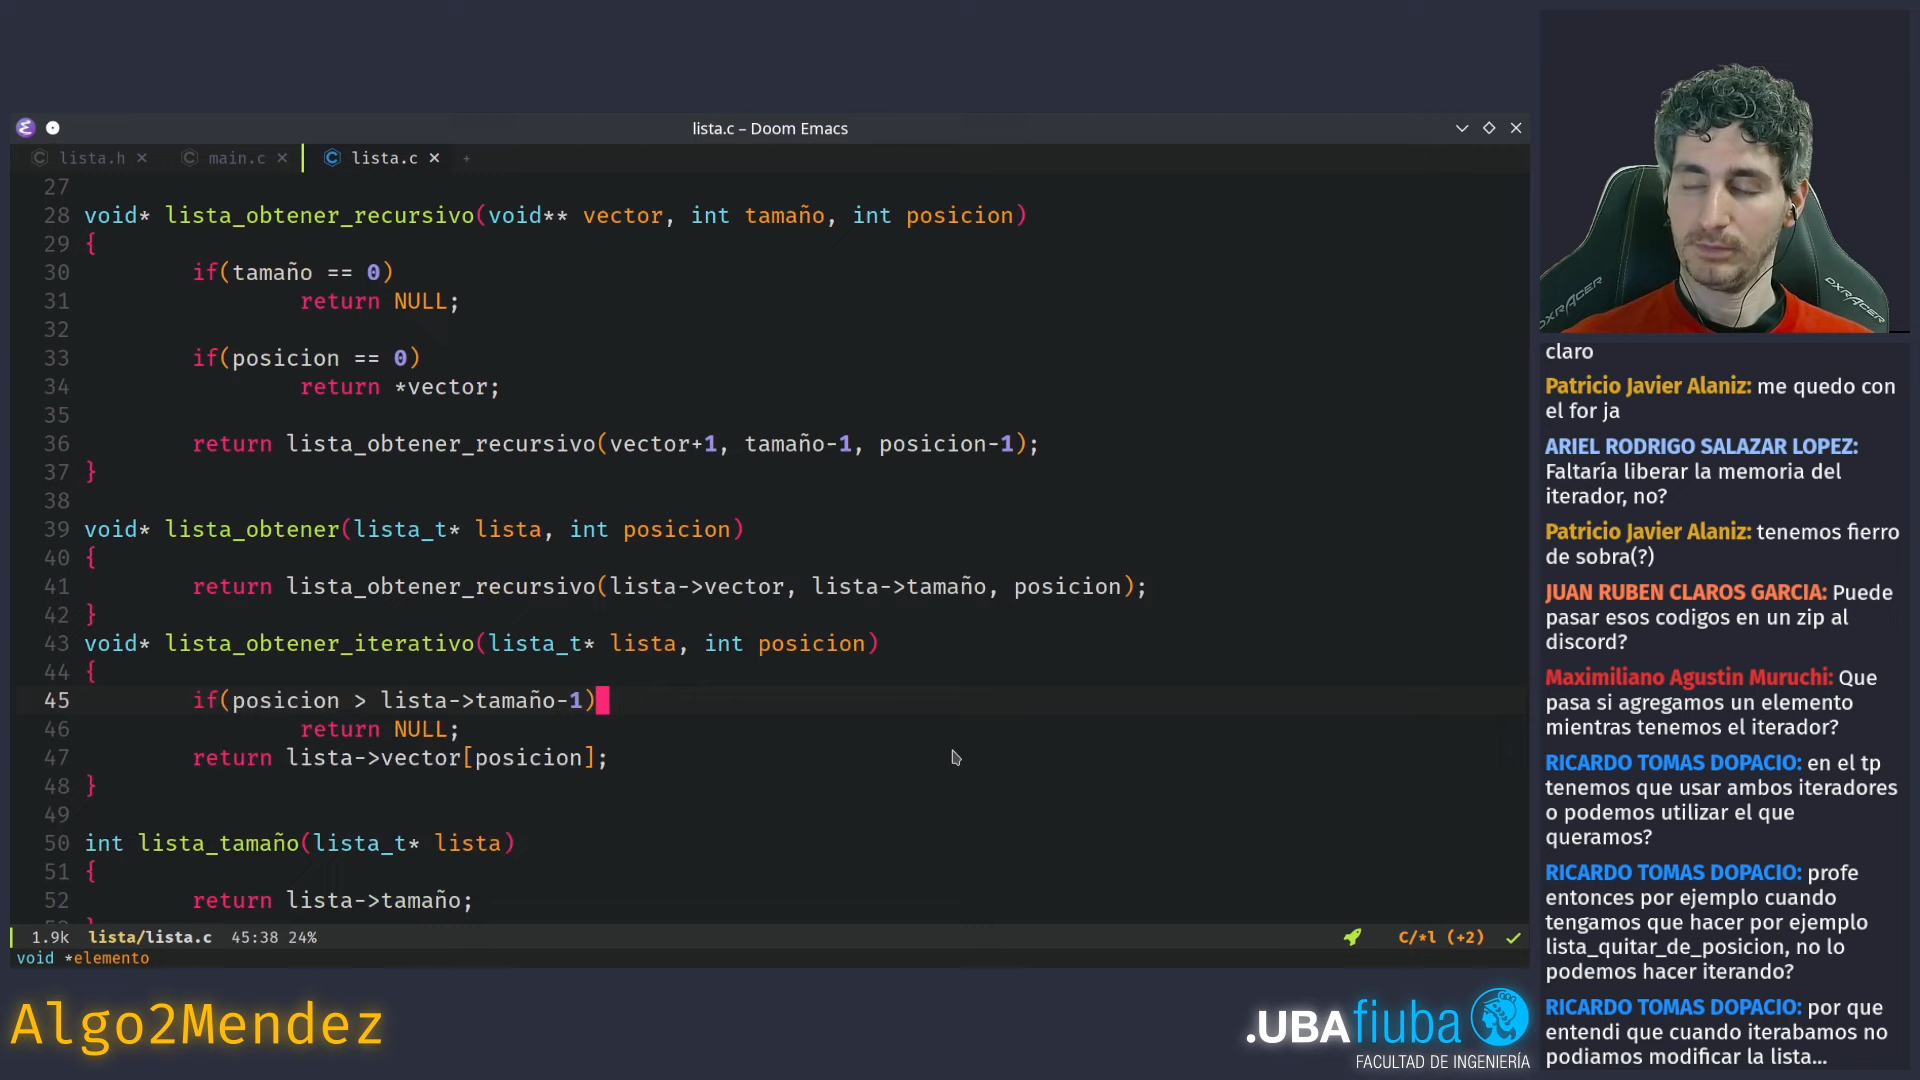 lista.c – Doom Emacs
lista.h
main.c
lista.c
27
28 void* lista_obtener_recursivo(void** vector, int tamaño, int posicion)
29 {
30 if(tamaño == 0)
31 return NULL;
32
33 if(posicion == 0)
34 return *vector;
35
36 return lista_obtener_recursivo(vector+1, tamaño-1, posicion-1);
37 }
38
39 void* lista_obtener(lista_t* lista, int posicion)
40 {
41 return lista_obtener_recursivo(lista->vector, lista->tamaño, posicion);
42 }
43 void* lista_obtener_iterativo(lista_t* lista, int posicion)
44 {
45 if(posicion > lista->tamaño-1)
46 return NULL;
47 return lista->vector[posicion];
48 }
49
50 int lista_tamaño(lista_t* lista)
51 {
52 return lista->tamaño;
1.9k lista/lista.c 45:38 24% C/*l (+2)
void *elemento
Algo2Mendez
.UBAfiuba
FACULTAD DE INGENIERÍA
DXRACER
DXRACER
claro
Patricio Javier Alaniz: me quedo con
el for ja
ARIEL RODRIGO SALAZAR LOPEZ:
Faltaría liberar la memoria del
iterador, no?
Patricio Javier Alaniz: tenemos fierro
de sobra(?)
JUAN RUBEN CLAROS GARCIA: Puede
pasar esos codigos en un zip al
discord?
Maximiliano Agustin Muruchi: Que
pasa si agregamos un elemento
mientras tenemos el iterador?
RICARDO TOMAS DOPACIO: en el tp
tenemos que usar ambos iteradores
o podemos utilizar el que
queramos?
RICARDO TOMAS DOPACIO: profe
entonces por ejemplo cuando
tengamos que hacer por ejemplo
lista_quitar_de_posicion, no lo
podemos hacer iterando?
RICARDO TOMAS DOPACIO: por que
entendi que cuando iterabamos no
podiamos modificar la lista...